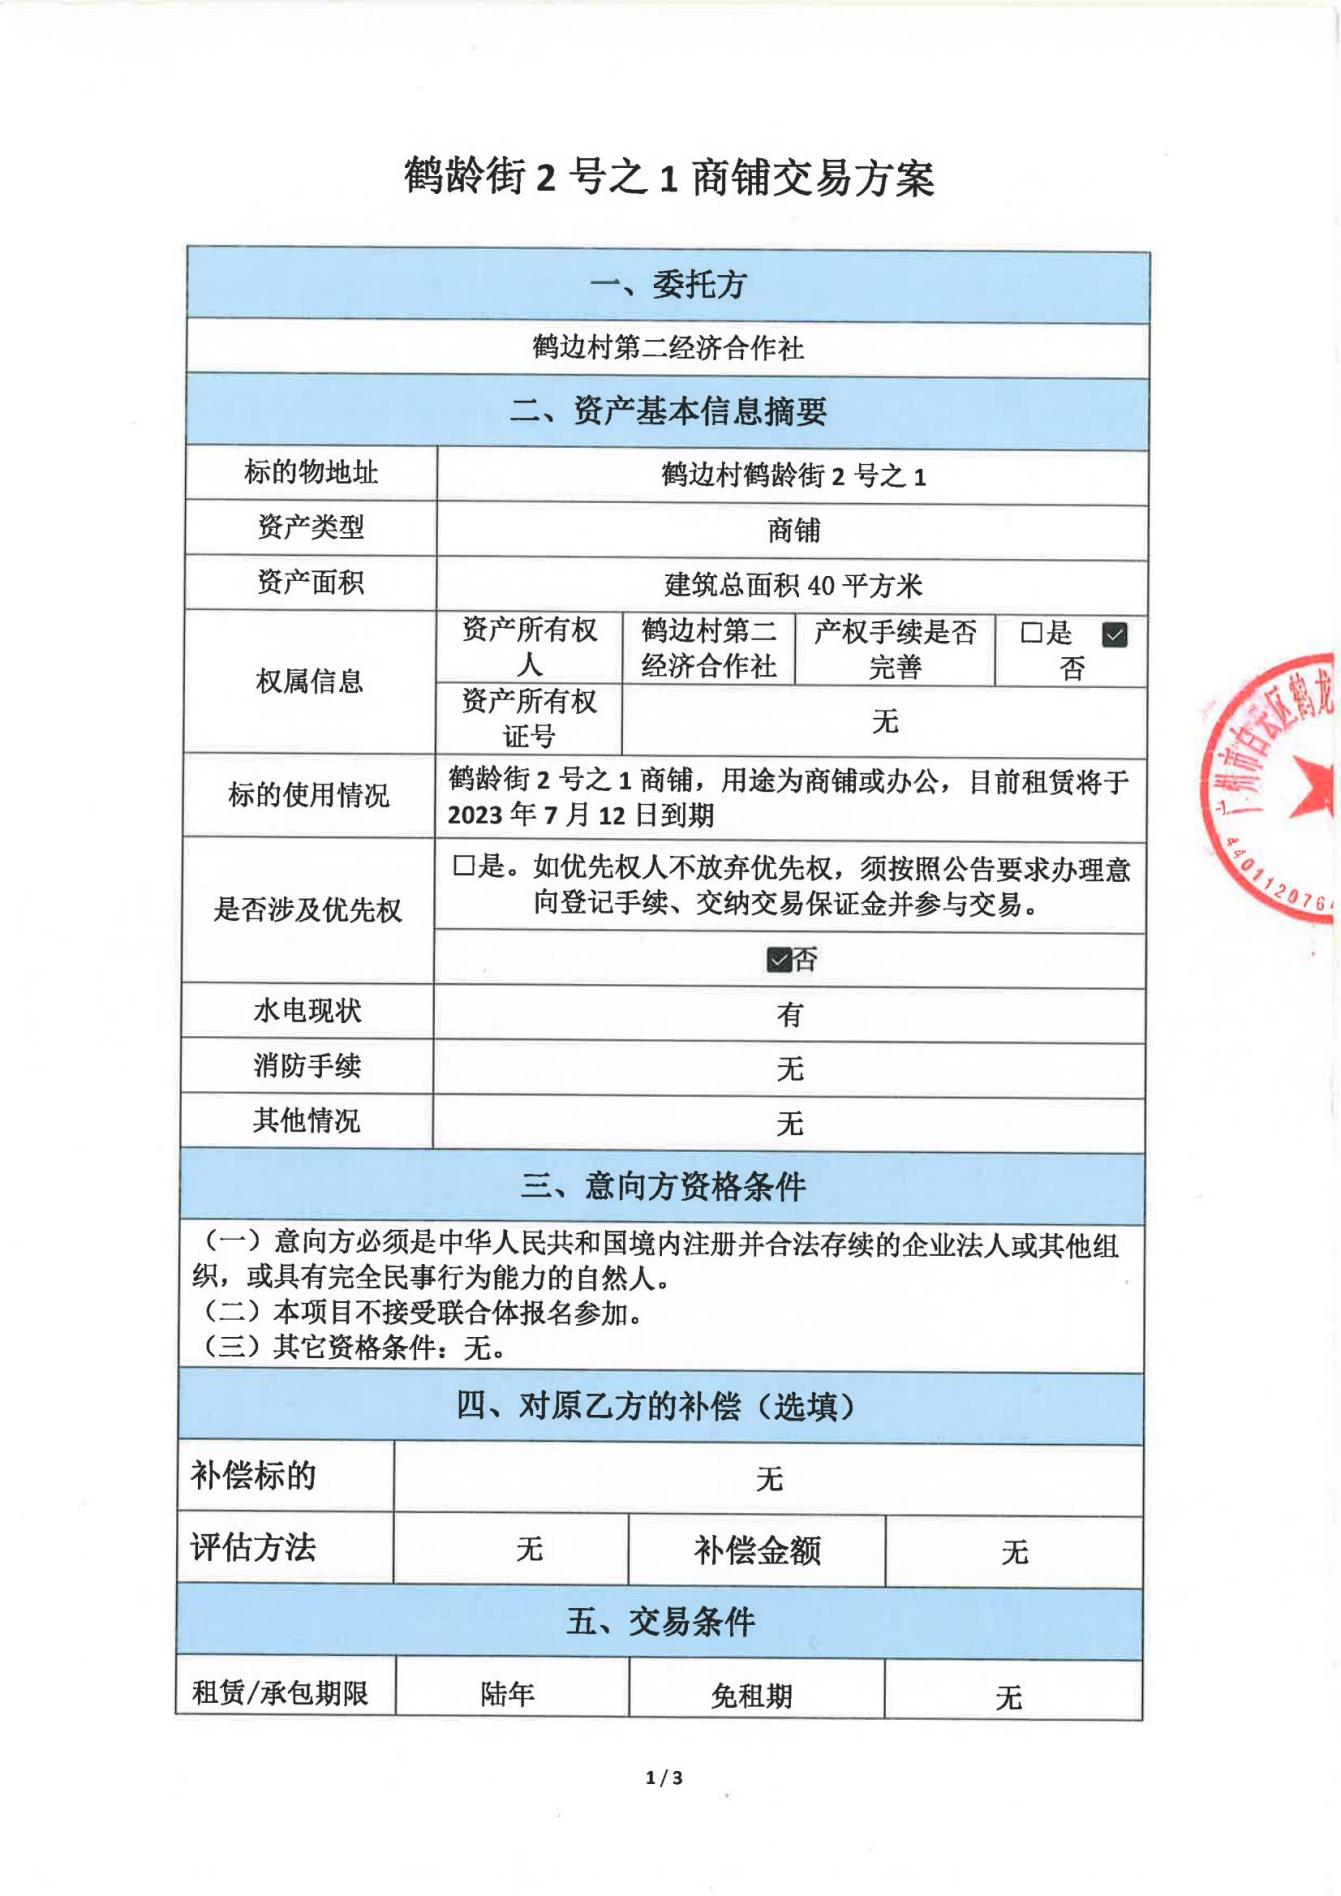 鹤龄街 2 号之 1 商铺交易方案
一、委托方
鹤边村第二经济合作社
二、资产基本信息摘要
标的物地址
鹤边村鹤龄街 2 号之 1
资产类型
商铺
资产面积
建筑总面积 40 平方米
权属信息
资产所有权
人
鹤边村第二
经济合作社
产权手续是否
完善
☐是 ☑
否
资产所有权
证号
无
标的使用情况
鹤龄街 2 号之 1 商铺，用途为商铺或办公，目前租赁将于
2023 年 7 月 12 日到期
是否涉及优先权
☐是。如优先权人不放弃优先权，须按照公告要求办理意
向登记手续、交纳交易保证金并参与交易。
☑否
水电现状
有
消防手续
无
其他情况
无
三、意向方资格条件
（一）意向方必须是中华人民共和国境内注册并合法存续的企业法人或其他组
织，或具有完全民事行为能力的自然人。
（二）本项目不接受联合体报名参加。
（三）其它资格条件：无。
四、对原乙方的补偿（选填）
补偿标的
无
评估方法
无
补偿金额
无
五、交易条件
租赁/承包期限
陆年
免租期
无
1 / 3
广州市白云区鹤龙
440112076